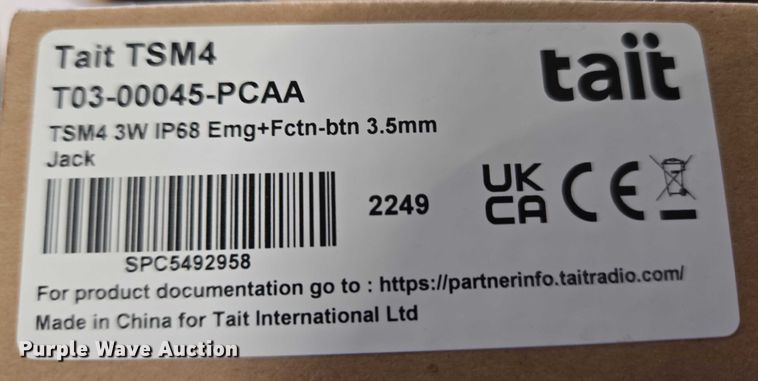 Tait TSM4
tait
T03-00045-PCAA
TSM4 3W IP68 Emg+Fctn-btn 3.5mm
Jack
2249
UK
CA
CE
SPC5492958
For product documentation go to : https://partnerinfo.taitradio.com/
Made in China for Tait International Ltd
Purple Wave Auction